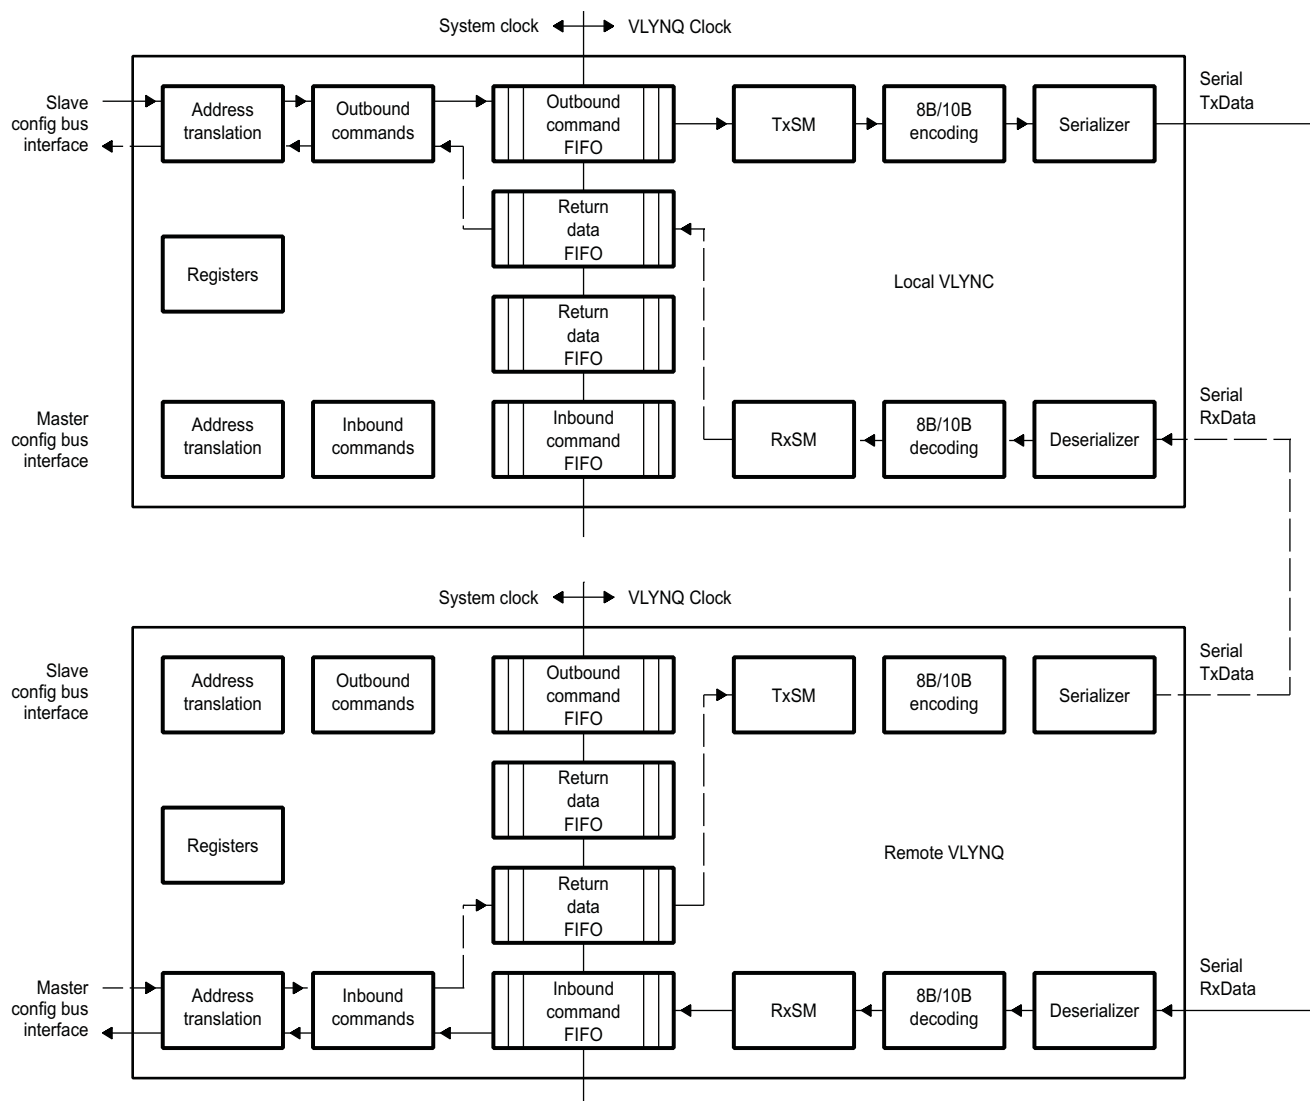 System clock
VLYNQ Clock
Slave
config bus
interface
Address
translation
Outbound
commands
Outbound
command
FIFO
TxSM
8B/10B
encoding
Serializer
Serial
TxData
Return
data
FIFO
Registers
Local VLYNC
Return
data
FIFO
Master
config bus
interface
Address
translation
Inbound
commands
Inbound
command
FIFO
RxSM
8B/10B
decoding
Deserializer
Serial
RxData
System clock
VLYNQ Clock
Slave
config bus
interface
Address
translation
Outbound
commands
Outbound
command
FIFO
TxSM
8B/10B
encoding
Serializer
Serial
TxData
Return
data
FIFO
Registers
Remote VLYNQ
Return
data
FIFO
Master
config bus
interface
Address
translation
Inbound
commands
Inbound
command
FIFO
RxSM
8B/10B
decoding
Deserializer
Serial
RxData